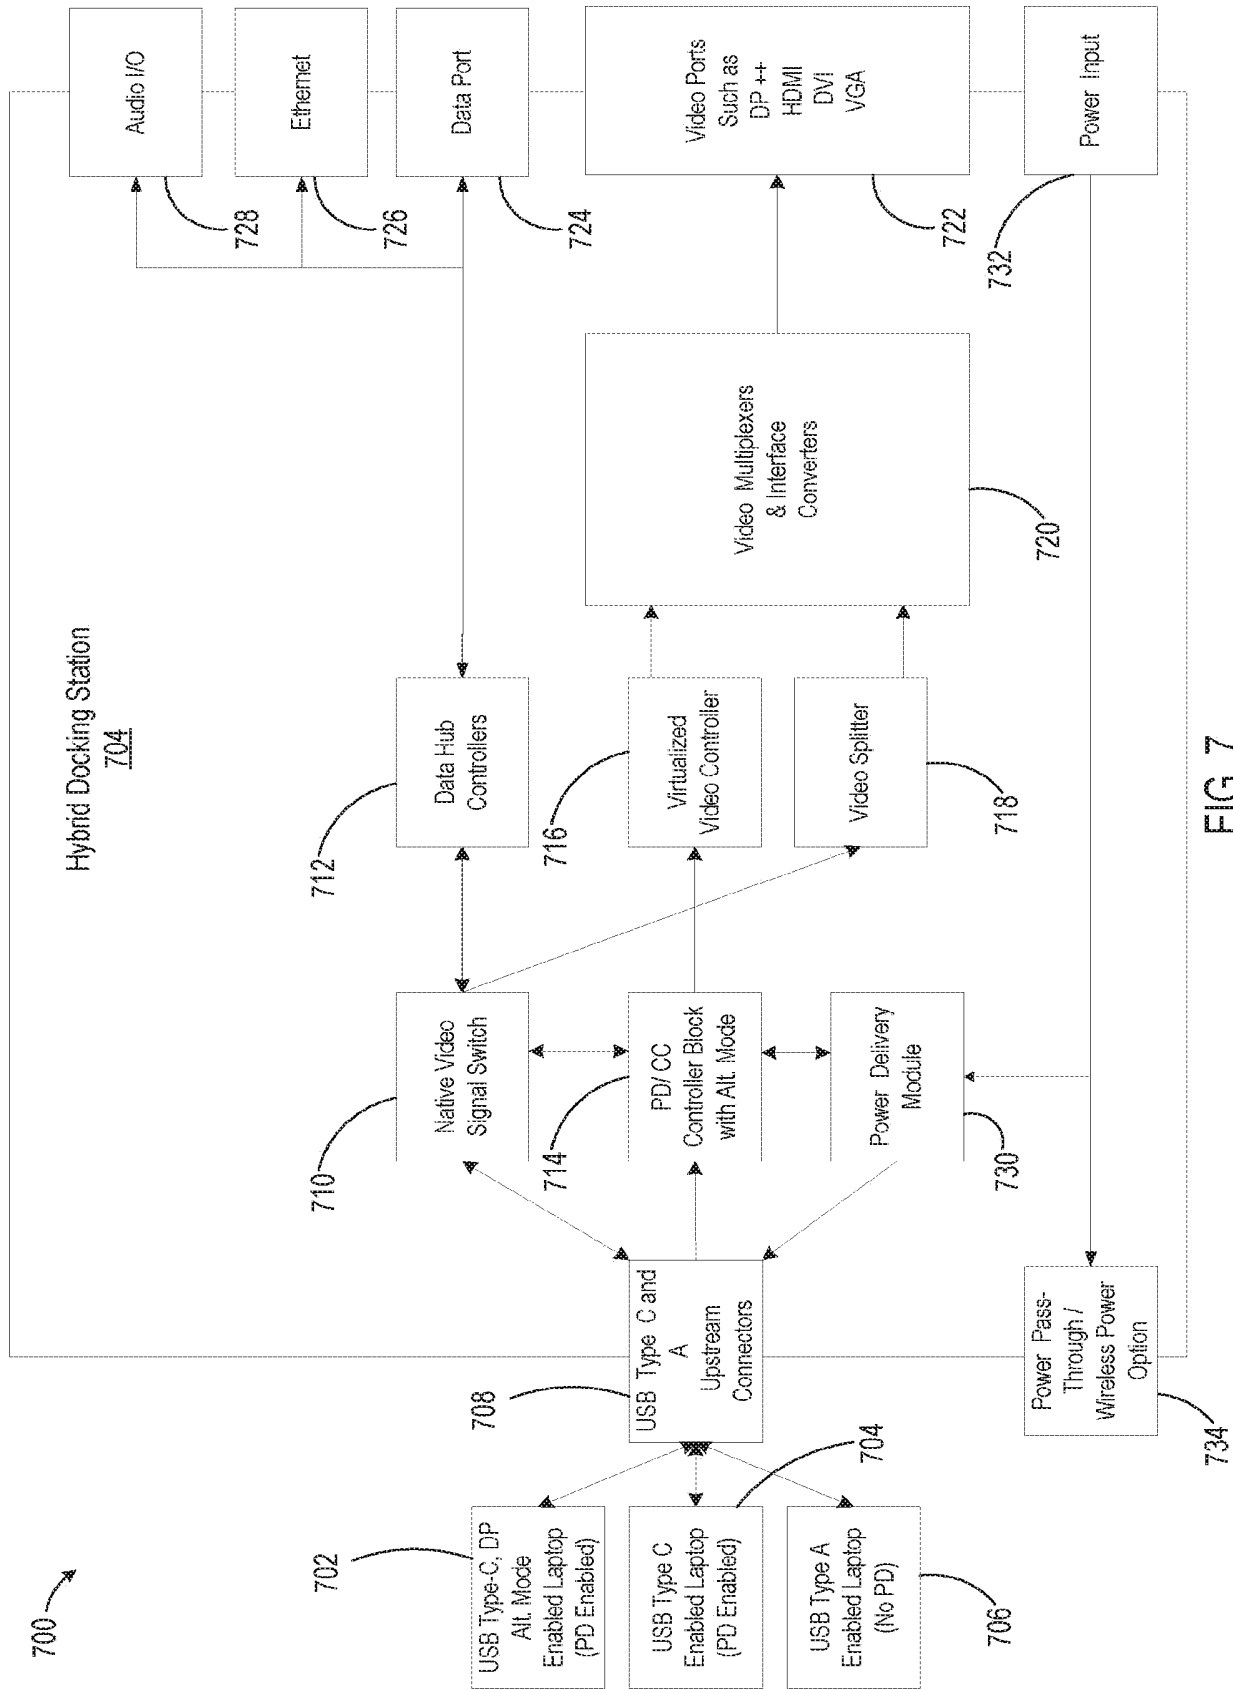 700
Hybrid Docking Station
704
702
USB Type-C, DP
Alt. Mode
Enabled Laptop
(PD Enabled)
704
USB Type C
Enabled Laptop
(PD Enabled)
706
USB Type A
Enabled Laptop
(No PD)
708
USB Type C and
A
Upstream
Connectors
710
Native Video
Signal Switch
714
PD/ CC
Controller Block
with Alt. Mode
730
Power Delivery
Module
712
Data Hub
Controllers
716
Virtualized
Video Controller
718
Video Splitter
720
Video Multiplexers
& Interface
Converters
728
Audio I/O
726
Ethernet
724
Data Port
722
Video Ports
Such as
DP ++
HDMI
DVI
VGA
732
Power Input
734
Power Pass-
Through /
Wireless Power
Option
FIG. 7